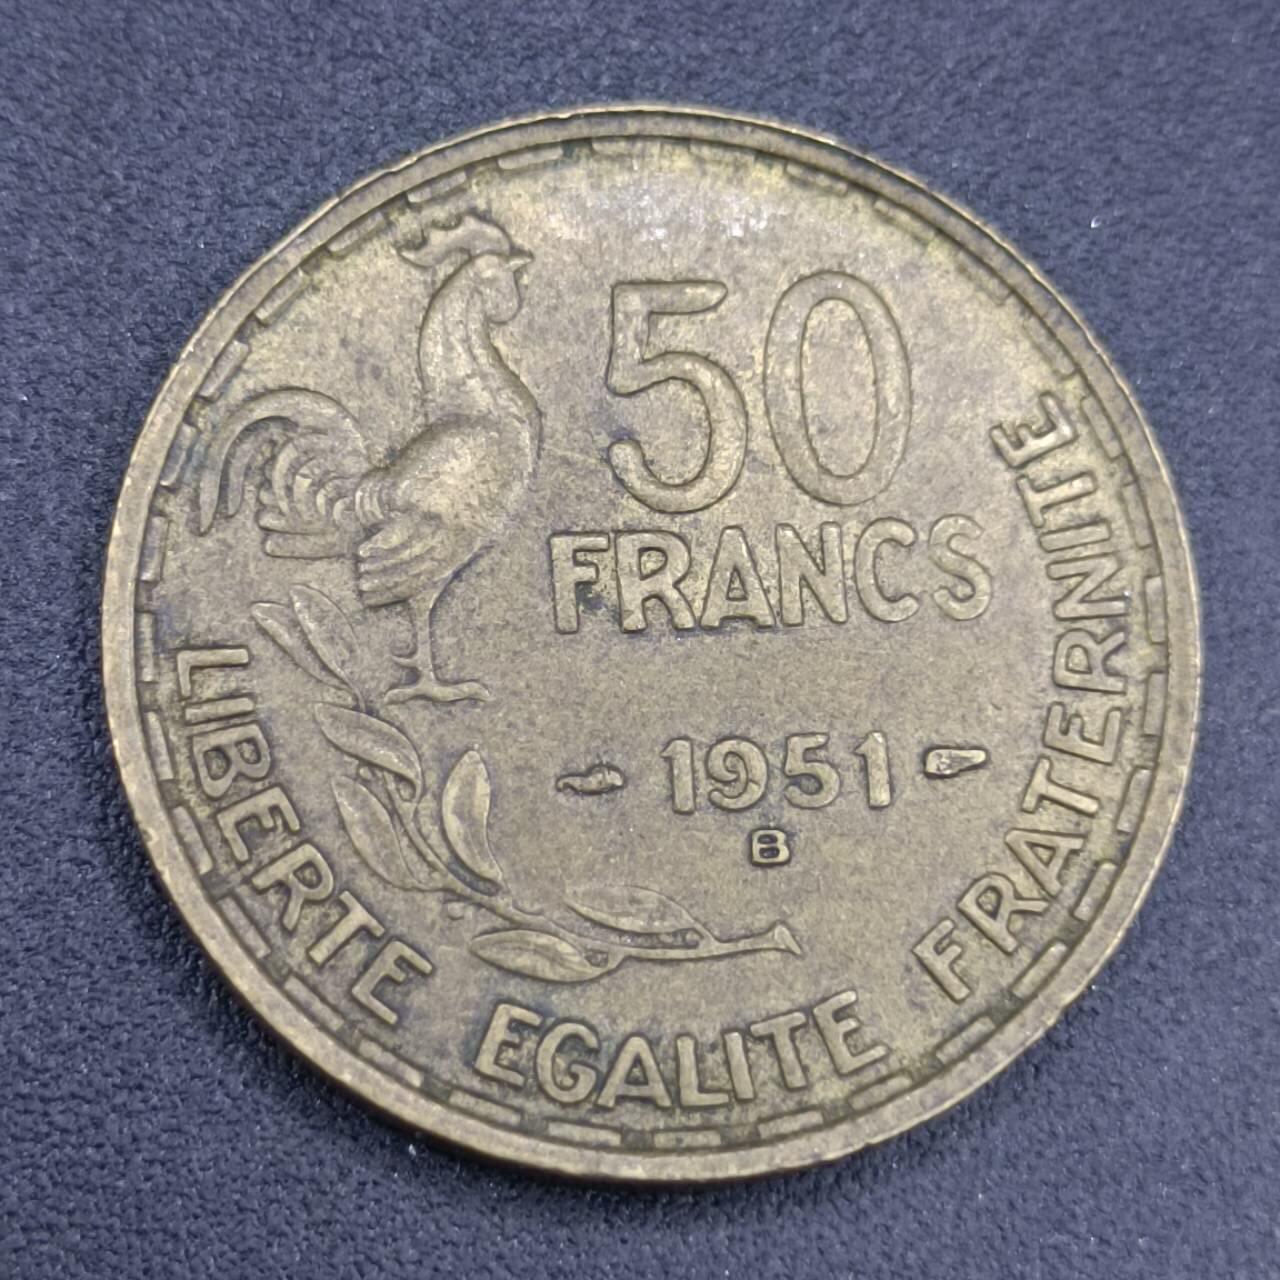 50
FRANCS
1951
B
LIBERTE EGALITE FRATERNITE